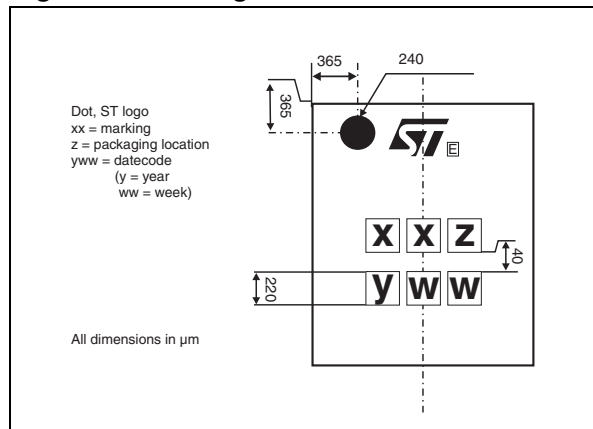 365
240
365
Dot, ST logo
xx = marking
z = packaging location
yww = datecode
(y = year
ww = week)
ST
E
x x z
40
y w w
220
All dimensions in µm